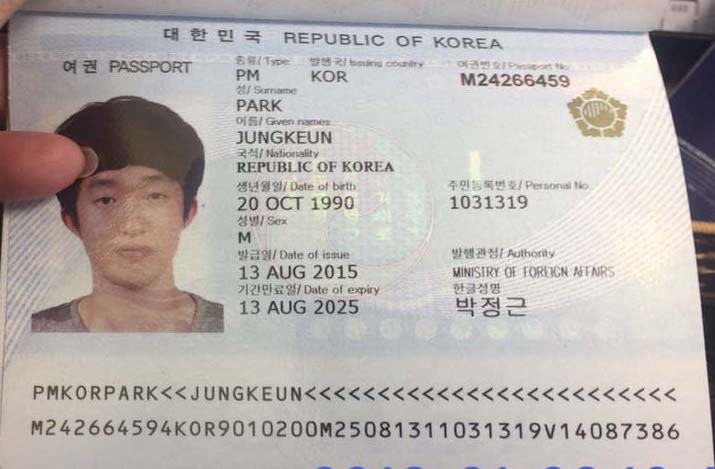 대한민국 REPUBLIC OF KOREA
여권 PASSPORT
종류/ Type 발행국/ Issuing country 여권번호/ Passport No.
PM KOR M24266459
성/ Surname
PARK
이름/ Given names
JUNGKEUN
국적/ Nationality
REPUBLIC OF KOREA
생년월일/ Date of birth 주민등록번호/ Personal No.
20 OCT 1990 1031319
성별/ Sex
M
발급일/ Date of issue 발행관청/ Authority
13 AUG 2015 MINISTRY OF FOREIGN AFFAIRS
기간만료일/ Date of expiry 한글성명
13 AUG 2025 박정근
PMKORPARK<<JUNGKEUN<<<<<<<<<<<<<<<<<<<<<<<<<
M242664594KOR9010200M25081311031319V14087386